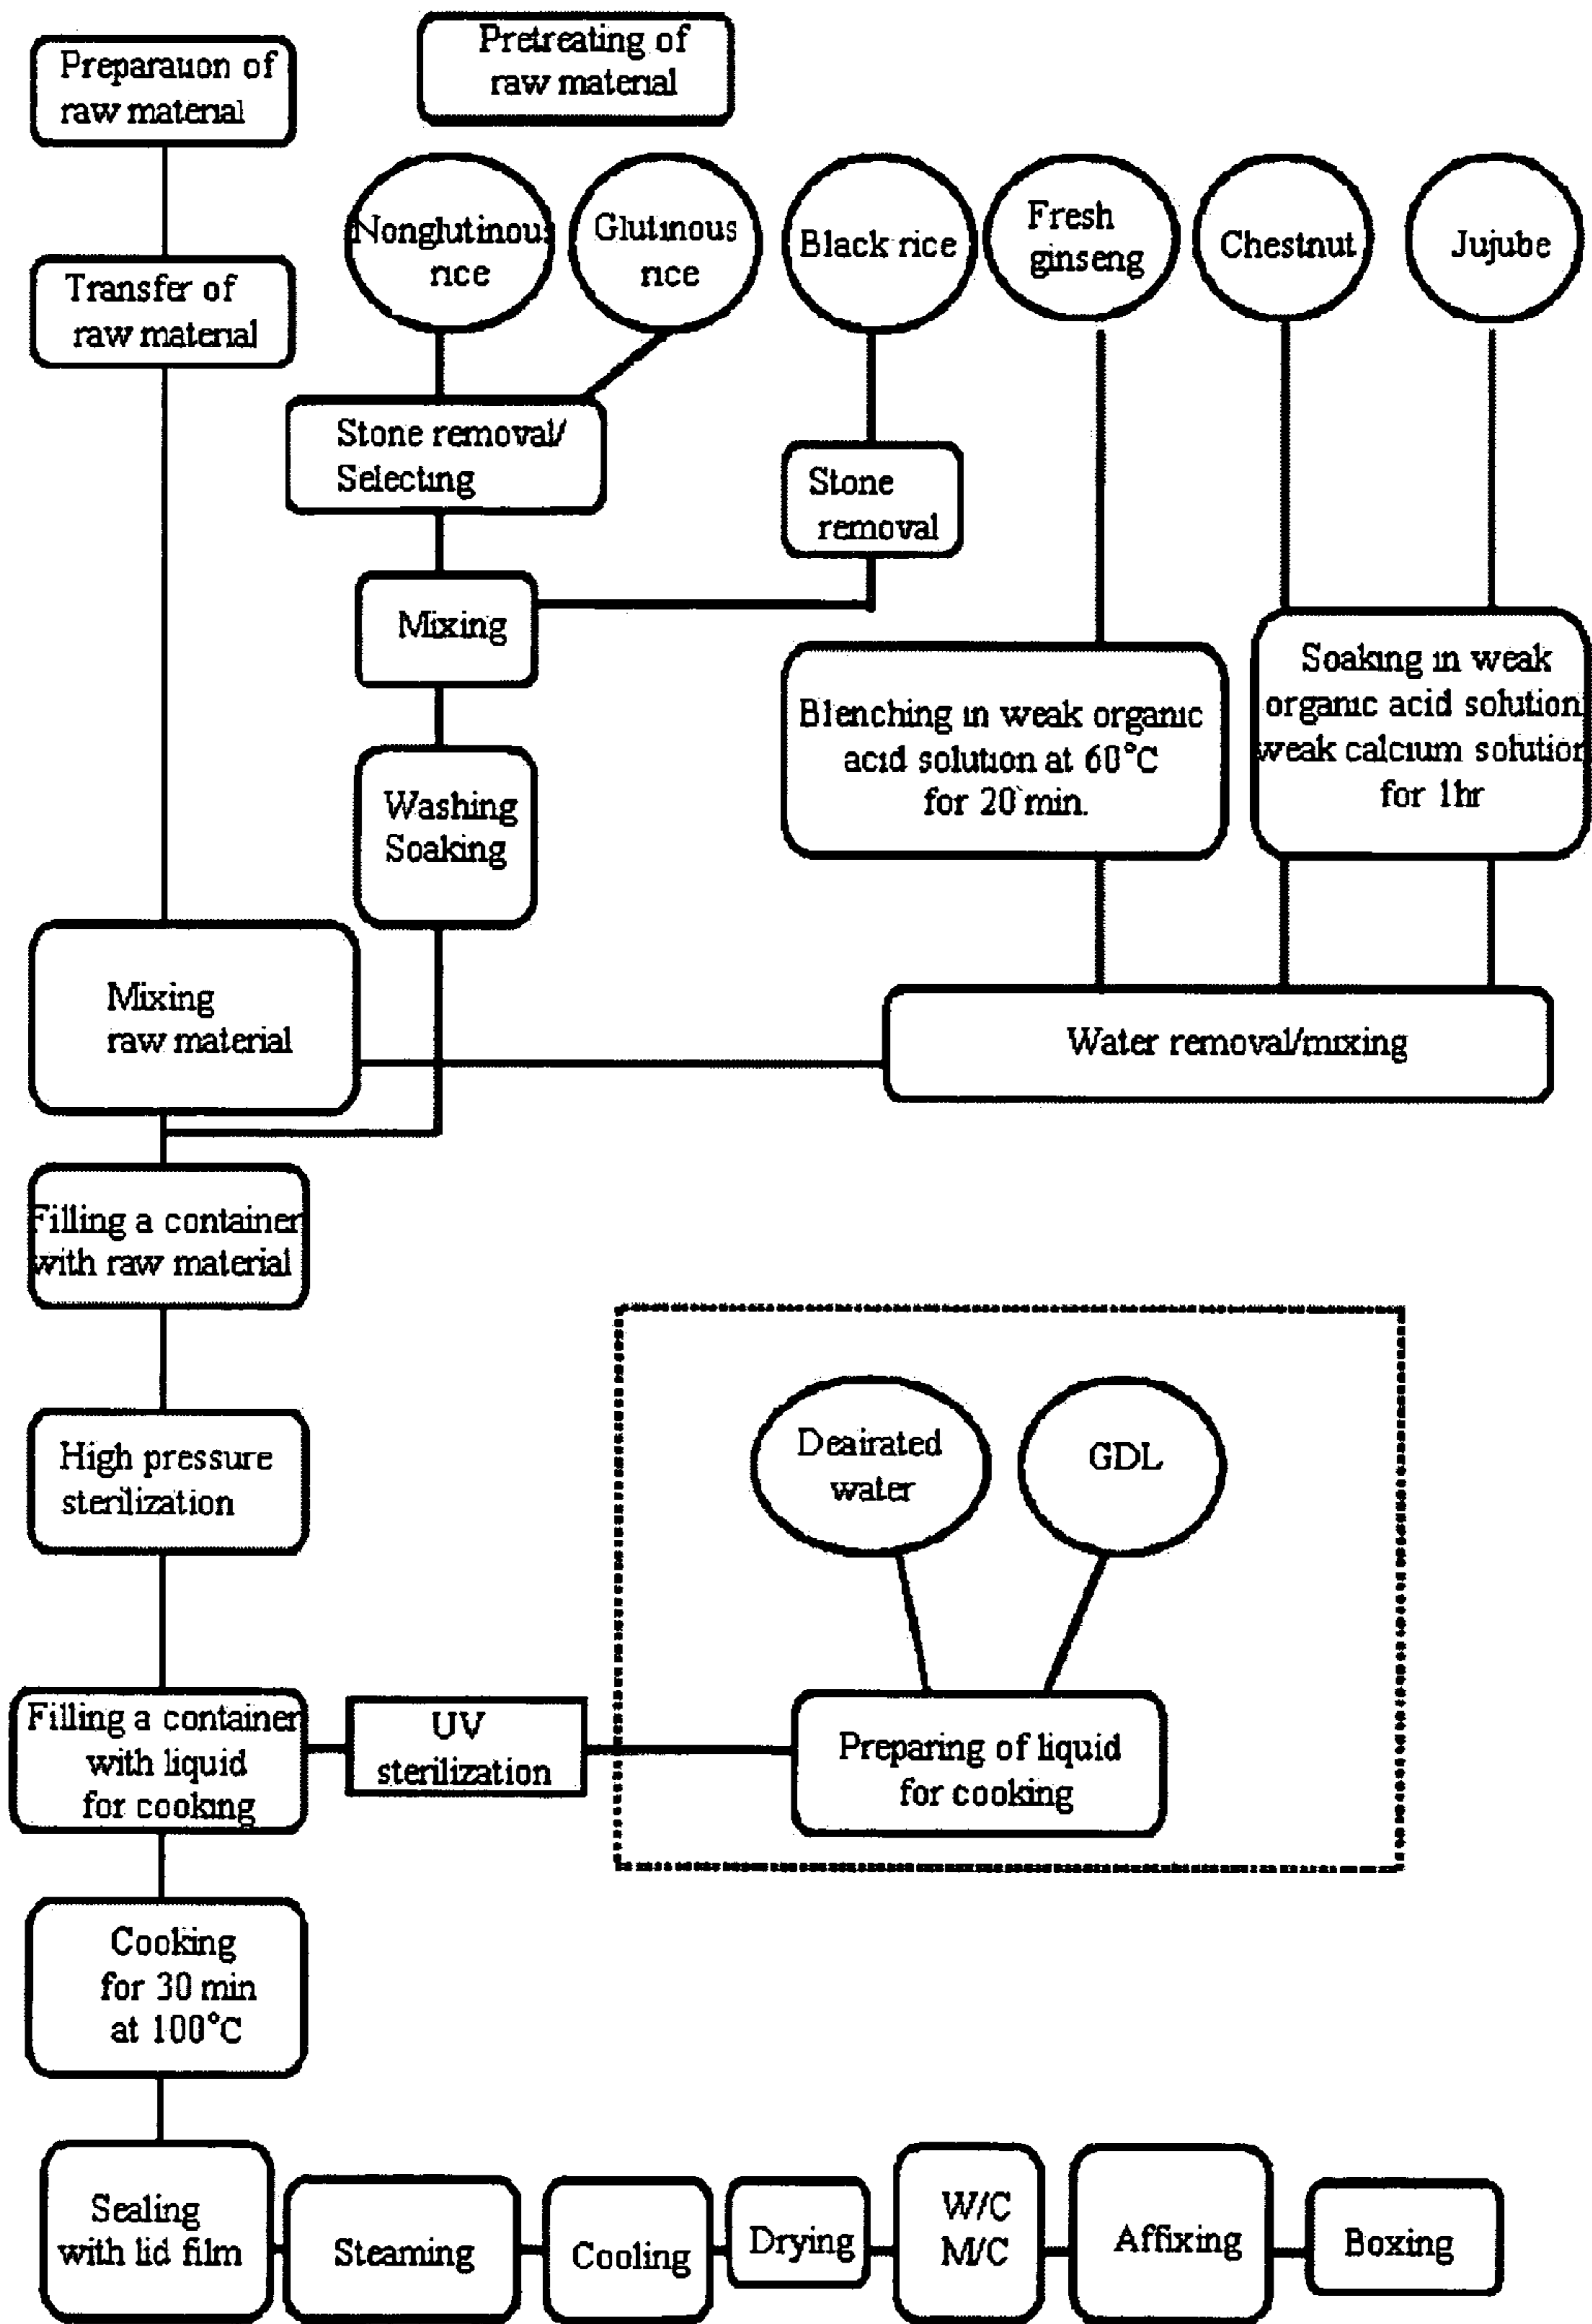 Preparation of
raw material
Pretreating of
raw material
Transfer of
raw material
Nonglutinous
rice
Glutinous
rice
Black rice
Fresh
ginseng
Chestnut
Jujube
Stone removal/
Selecting
Stone
removal
Mixing
Blenching in weak organic
acid solution at 60°C
for 20 min.
Soaking in weak
organic acid solution
weak calcium solution
for 1hr
Washing
Soaking
Mixing
raw material
Water removal/mixing
Filling a container
with raw material
High pressure
sterilization
Deairated
water
GDL
Filling a container
with liquid
for cooking
UV
sterilization
Preparing of liquid
for cooking
Cooking
for 30 min
at 100°C
Sealing
with lid film
Steaming
Cooling
Drying
W/C
M/C
Affixing
Boxing